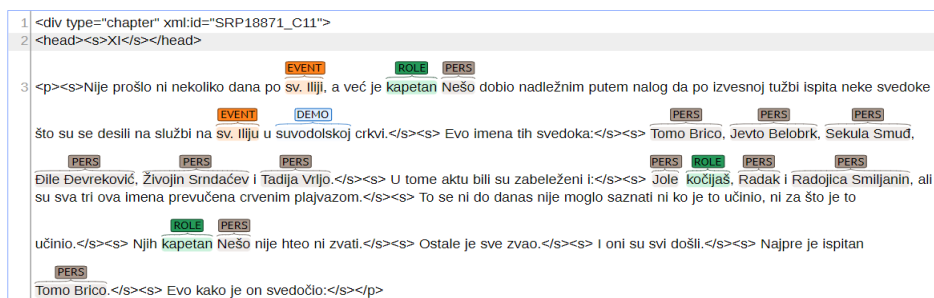 1 <div type="chapter" xml:id="SRP18871_C11">
2 <head><s>XI</s></head>
EVENT ROLE PERS
3 <p><s>Nije prošlo ni nekoliko dana po sv. Iliji, a već je kapetan Nešo dobio nadležnim putem nalog da po izvesnoj tužbi ispita neke svedoke
EVENT DEMO PERS PERS PERS
što su se desili na službi na sv. Iliju u suvodolskoj crkvi.</s><s> Evo imena tih svedoka:</s><s> Tomo Brico, Jevto Belobrk, Sekula Smuđ,
PERS PERS PERS PERS ROLE PERS PERS
Đile Đevreković, Živojin Srndaćev i Tadija Vrljo.</s><s> U tome aktu bili su zabeleženi i:</s><s> Jole kočijaš, Radak i Radojica Smiljanin, ali
su sva tri ova imena prevučena crvenim plajvazom.</s><s> To se ni do danas nije moglo saznati ni ko je to učinio, ni za što je to
ROLE PERS
učinio.</s><s> Njih kapetan Nešo nije hteo ni zvati.</s><s> Ostale je sve zvao.</s><s> I oni su svi došli.</s><s> Najpre je ispitan
PERS
Tomo Brico.</s><s> Evo kako je on svedočio:</s></p>